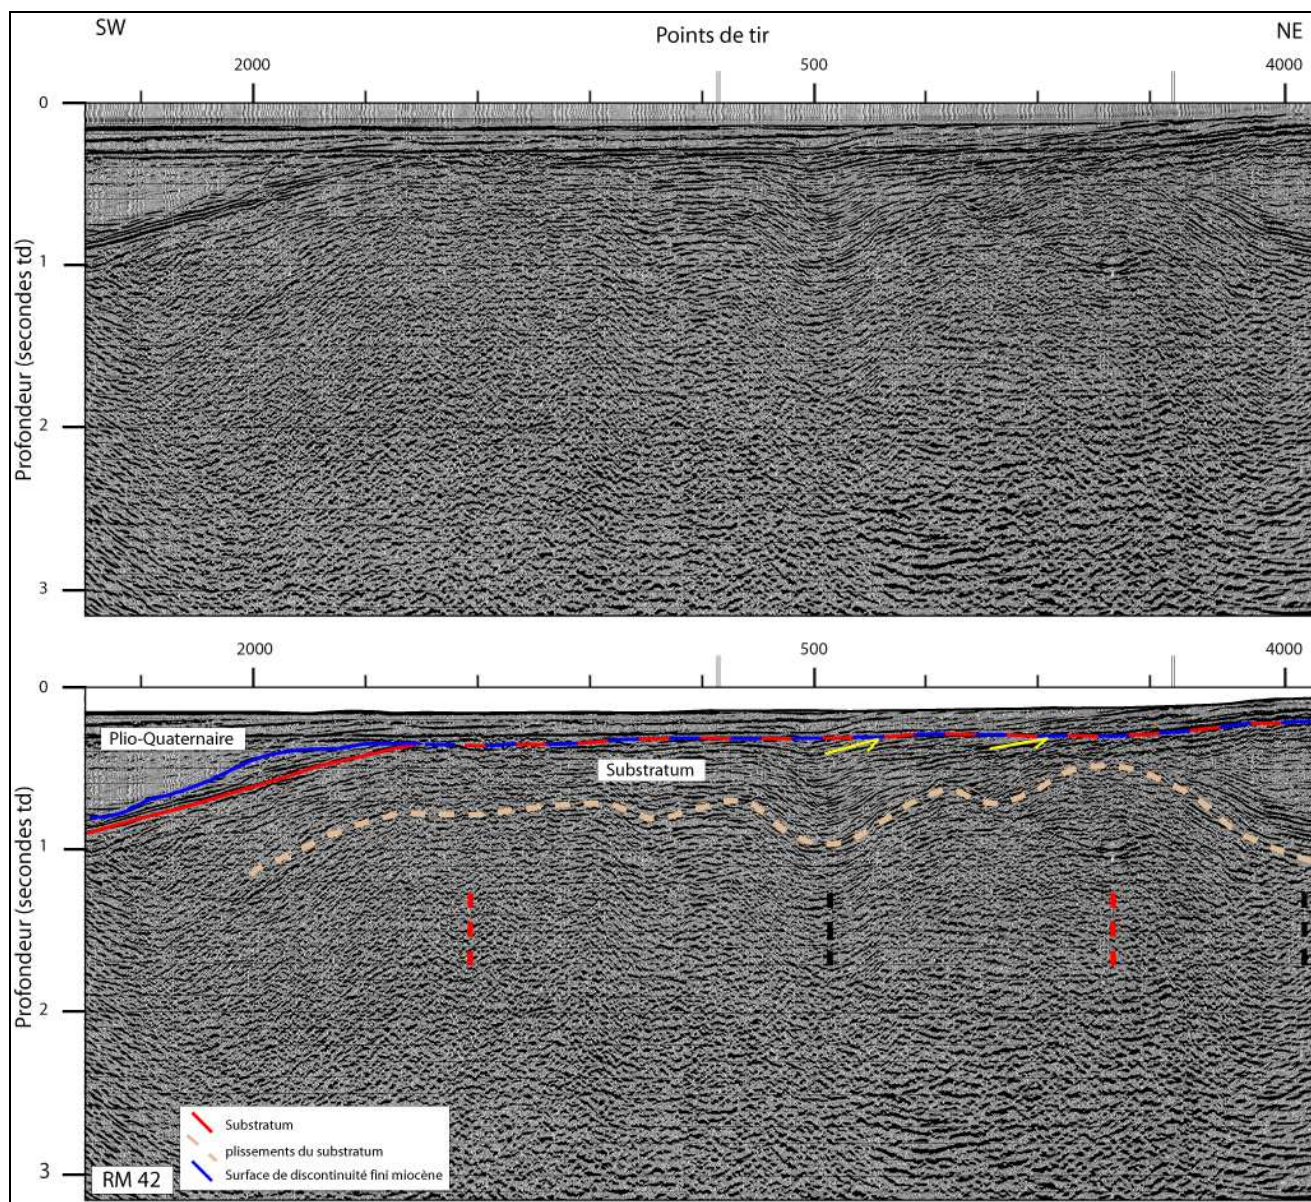 SW
Points de tir
NE
2000
500
4000
0
1
2
3
Profondeur (secondes td)
2000
500
4000
0
Plio-Quaternaire
Substratum
1
2
3
Profondeur (secondes td)
Substratum
plissements du substratum
Surface de discontinuité fini miocène
RM 42